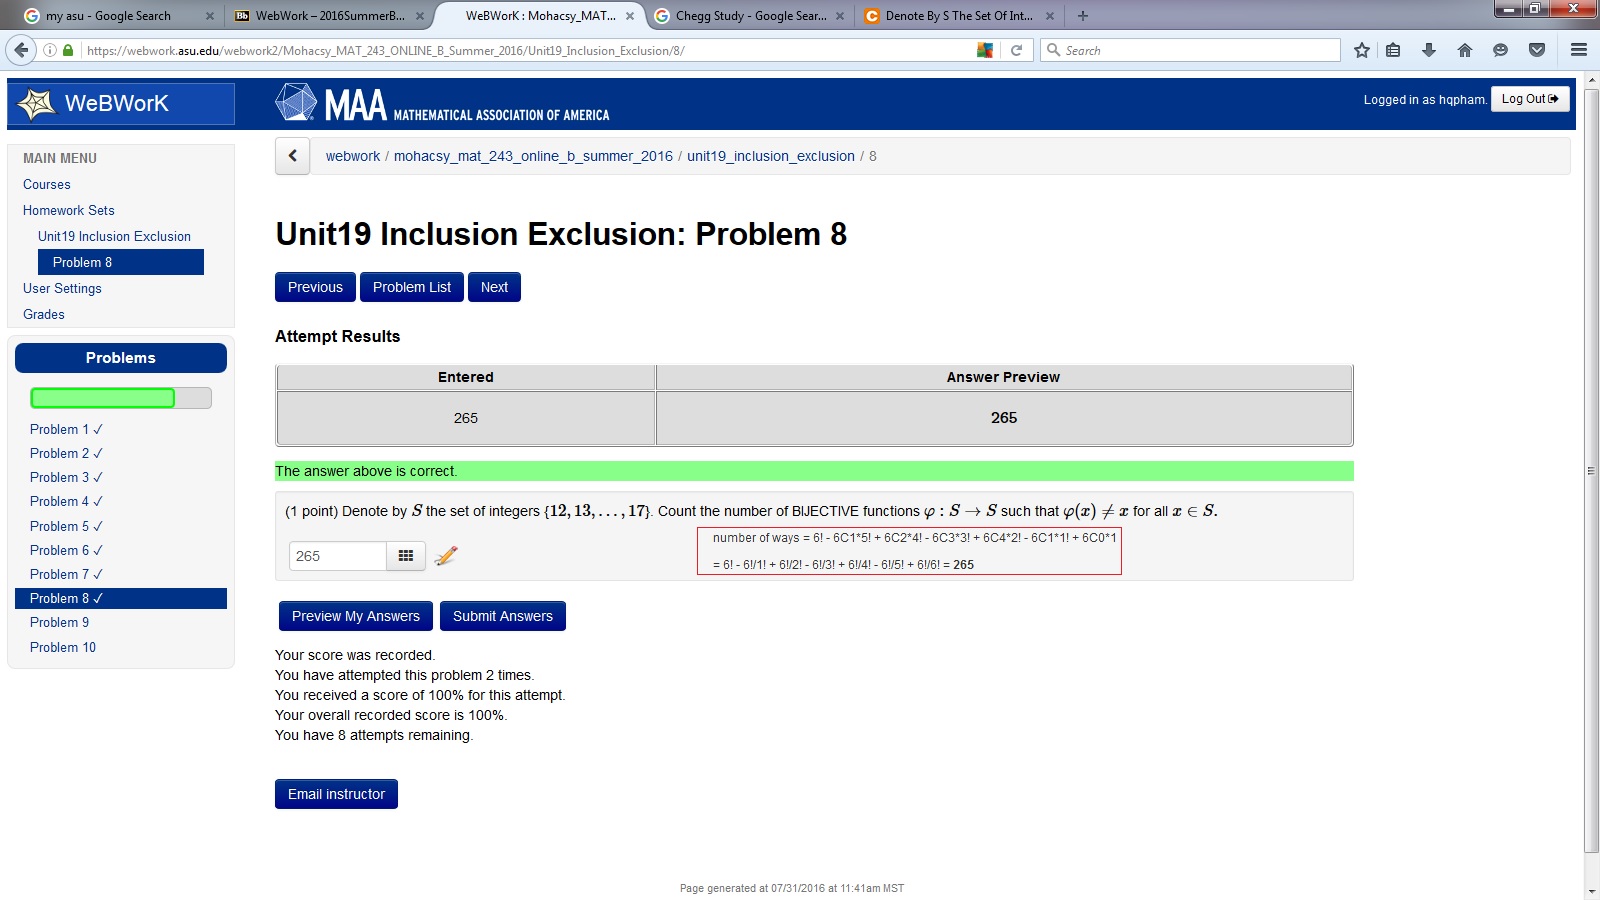 my asu - Google Search
WebWork – 2016SummerB...
WeBWorK : Mohacsy_MAT...
Chegg Study - Google Sear...
Denote By S The Set Of Int...
https://webwork.asu.edu/webwork2/Mohacsy_MAT_243_ONLINE_B_Summer_2016/Unit19_Inclusion_Exclusion/8/
Search
WeBWorK
MAA MATHEMATICAL ASSOCIATION OF AMERICA
Logged in as hqpham.
Log Out
MAIN MENU
Courses
Homework Sets
Unit19 Inclusion Exclusion
Problem 8
User Settings
Grades
Problems
Problem 1 ✓
Problem 2 ✓
Problem 3 ✓
Problem 4 ✓
Problem 5 ✓
Problem 6 ✓
Problem 7 ✓
Problem 8 ✓
Problem 9
Problem 10
webwork / mohacsy_mat_243_online_b_summer_2016 / unit19_inclusion_exclusion / 8
Unit19 Inclusion Exclusion: Problem 8
Previous
Problem List
Next
Attempt Results
Entered
Answer Preview
265
265
The answer above is correct.
(1 point) Denote by S the set of integers {12, 13, . . . , 17}. Count the number of BIJECTIVE functions φ : S → S such that φ(x) ≠ x for all x ∈ S.
265
number of ways = 6! - 6C1*5! + 6C2*4! - 6C3*3! + 6C4*2! - 6C1*1! + 6C0*1
= 6! - 6!/1! + 6!/2! - 6!/3! + 6!/4! - 6!/5! + 6!/6! = 265
Preview My Answers
Submit Answers
Your score was recorded.
You have attempted this problem 2 times.
You received a score of 100% for this attempt.
Your overall recorded score is 100%.
You have 8 attempts remaining.
Email instructor
Page generated at 07/31/2016 at 11:41am MST